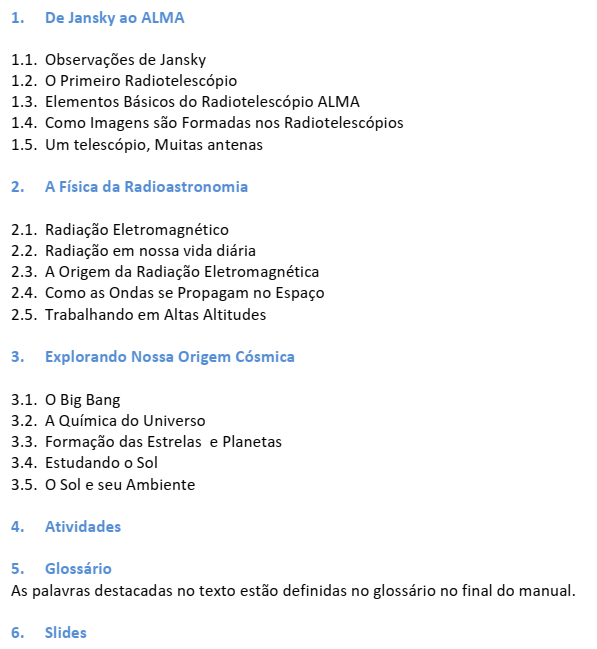 1. De Jansky ao ALMA
1.1. Observações de Jansky
1.2. O Primeiro Radiotelescópio
1.3. Elementos Básicos do Radiotelescópio ALMA
1.4. Como Imagens são Formadas nos Radiotelescópios
1.5. Um telescópio, Muitas antenas
2. A Física da Radioastronomia
2.1. Radiação Eletromagnético
2.2. Radiação em nossa vida diária
2.3. A Origem da Radiação Eletromagnética
2.4. Como as Ondas se Propagam no Espaço
2.5. Trabalhando em Altas Altitudes
3. Explorando Nossa Origem Cósmica
3.1. O Big Bang
3.2. A Química do Universo
3.3. Formação das Estrelas  e Planetas
3.4. Estudando o Sol
3.5. O Sol e seu Ambiente
4. Atividades
5. Glossário
As palavras destacadas no texto estão definidas no glossário no final do manual.
6. Slides